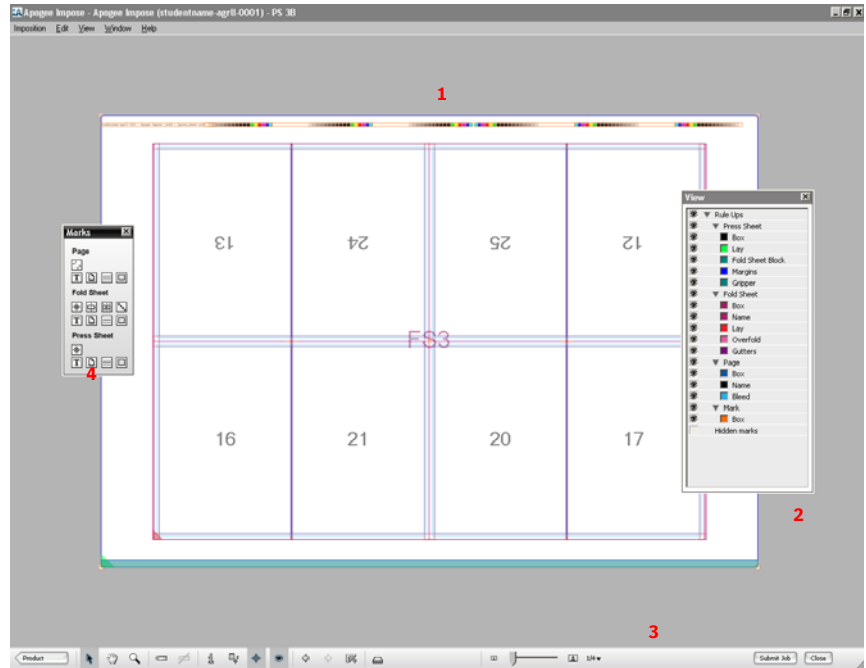 Apogee Impose - Apogee Impose (studentname-agrll-0001) - PS 3B
Imposition Edit View Window Help
1
13 24 25 12
FS3
16 21 20 17
Marks
Page
T
Fold Sheet
T
Press Sheet
T
4
View
Rule Ups
Press Sheet
Box
Lay
Fold Sheet Block
Margins
Gripper
Fold Sheet
Box
Name
Lay
Overfold
Gutters
Page
Box
Name
Bleed
Mark
Box
Hidden marks
2
3
Product 1/4 Submit Job Close